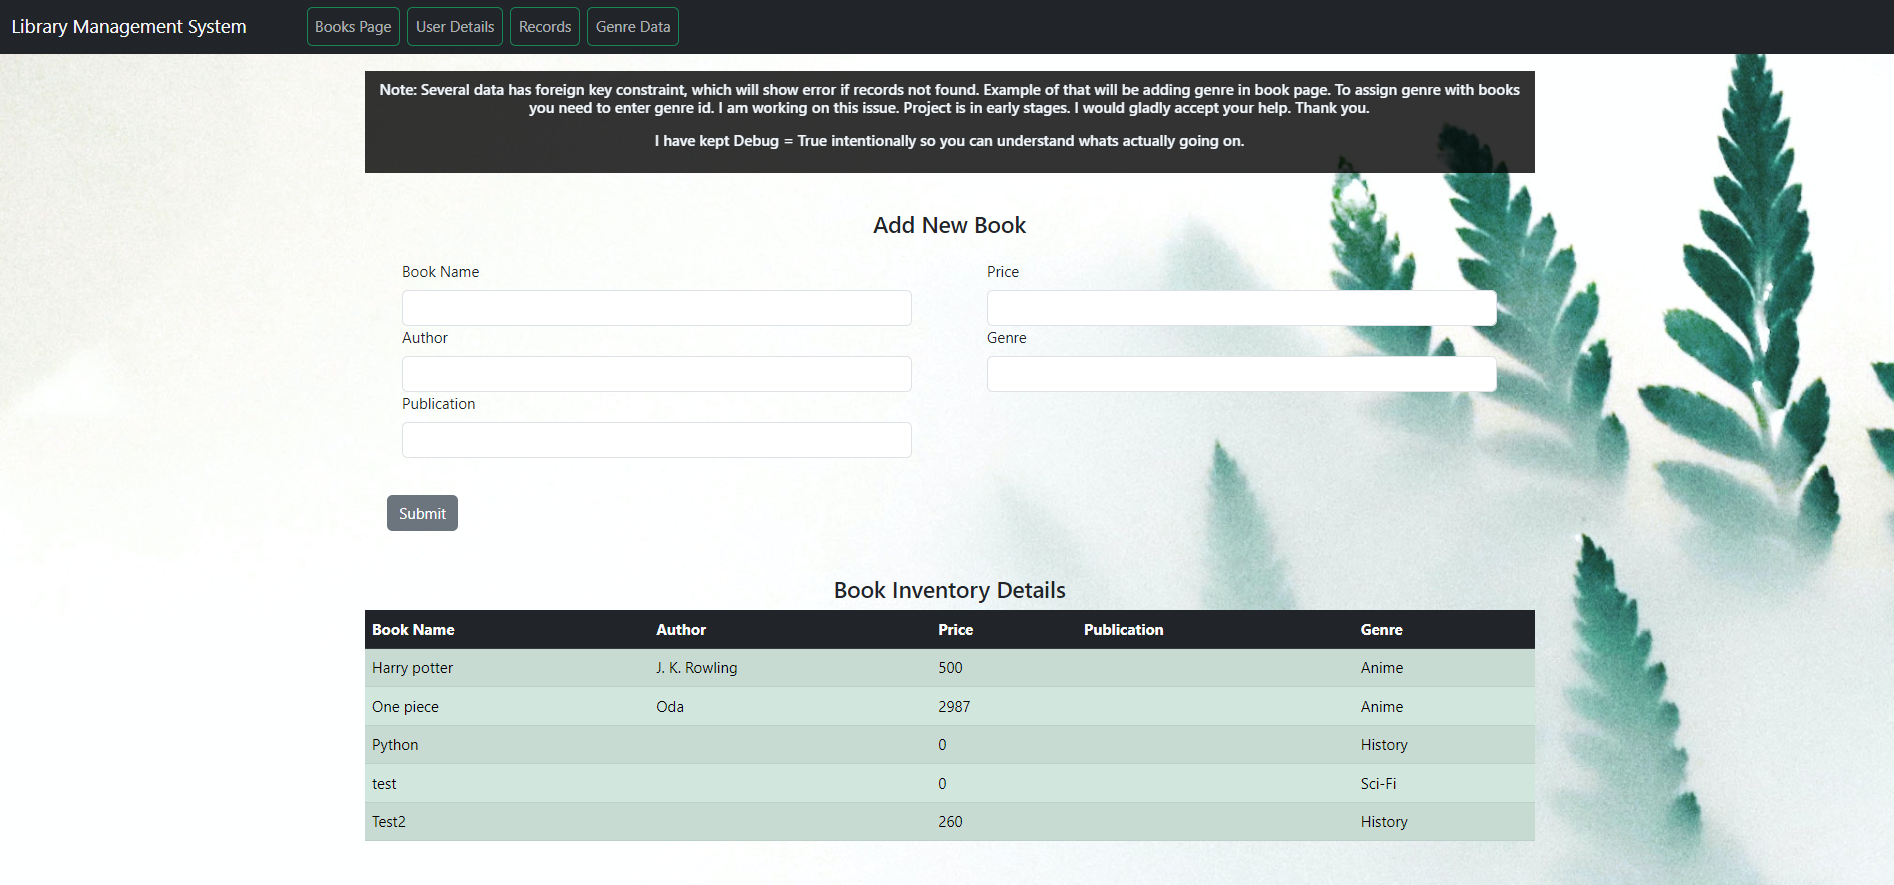 Library Management System Books Page User Details Records Genre Data
Note: Several data has foreign key constraint, which will show error if records not found. Example of that will be adding genre in book page. To assign genre with books
you need to enter genre id. I am working on this issue. Project is in early stages. I would gladly accept your help. Thank you.
I have kept Debug = True intentionally so you can understand whats actually going on.
Add New Book
Book Name Price
Author Genre
Publication
Submit
Book Inventory Details
Book Name Author Price Publication Genre
Harry potter J. K. Rowling 500 Anime
One piece Oda 2987 Anime
Python 0 History
test 0 Sci-Fi
Test2 260 History